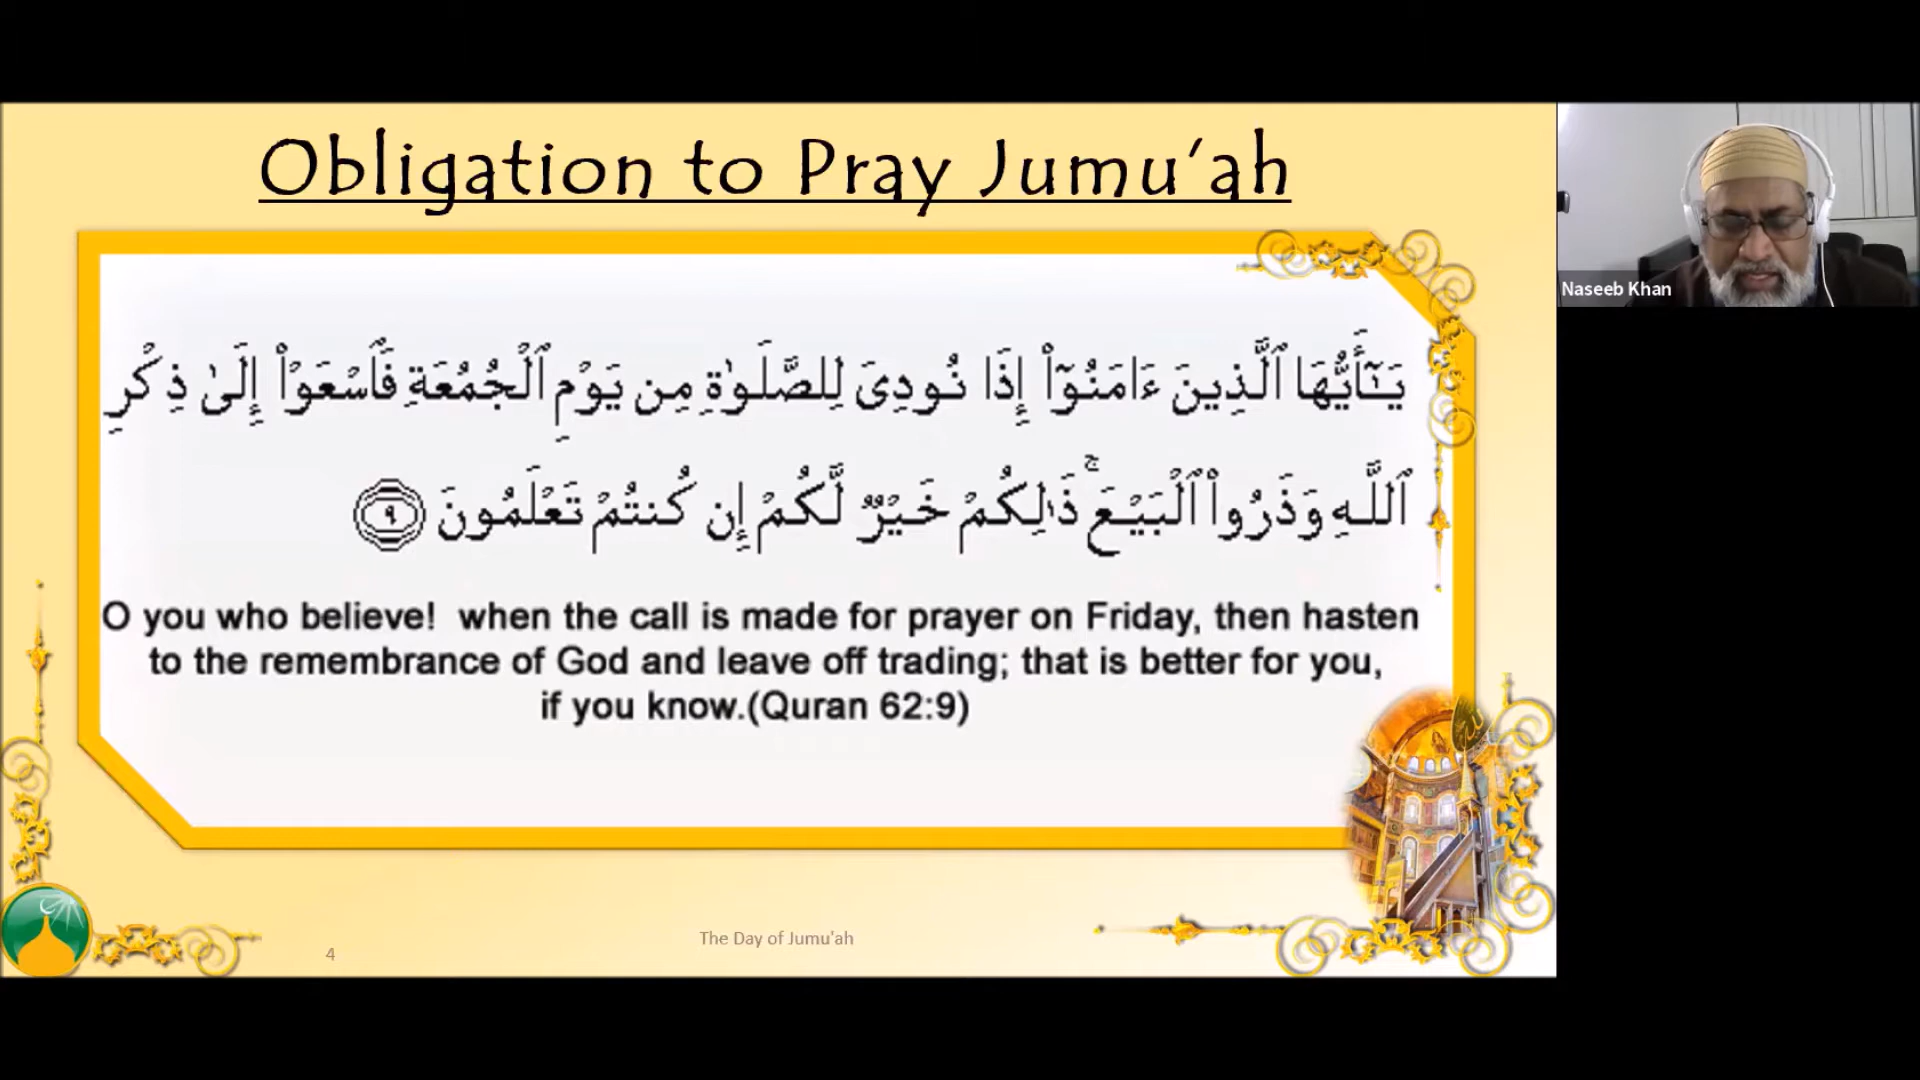 Obligation to Pray Jumu’ah
يَـٰٓأَيُّهَا ٱلَّذِينَ ءَامَنُوٓا۟ إِذَا نُودِىَ لِلصَّلَوٰةِ مِن يَوْمِ ٱلْجُمُعَةِ فَٱسْعَوْا۟ إِلَىٰ ذِكْرِ
ٱللَّهِ وَذَرُوا۟ ٱلْبَيْعَ ۚ ذَٰلِكُمْ خَيْرٌ لَّكُمْ إِن كُنتُمْ تَعْلَمُونَ ٩
O you who believe! when the call is made for prayer on Friday, then hasten
to the remembrance of God and leave off trading; that is better for you,
if you know.(Quran 62:9)
The Day of Jumu'ah
4
Naseeb Khan